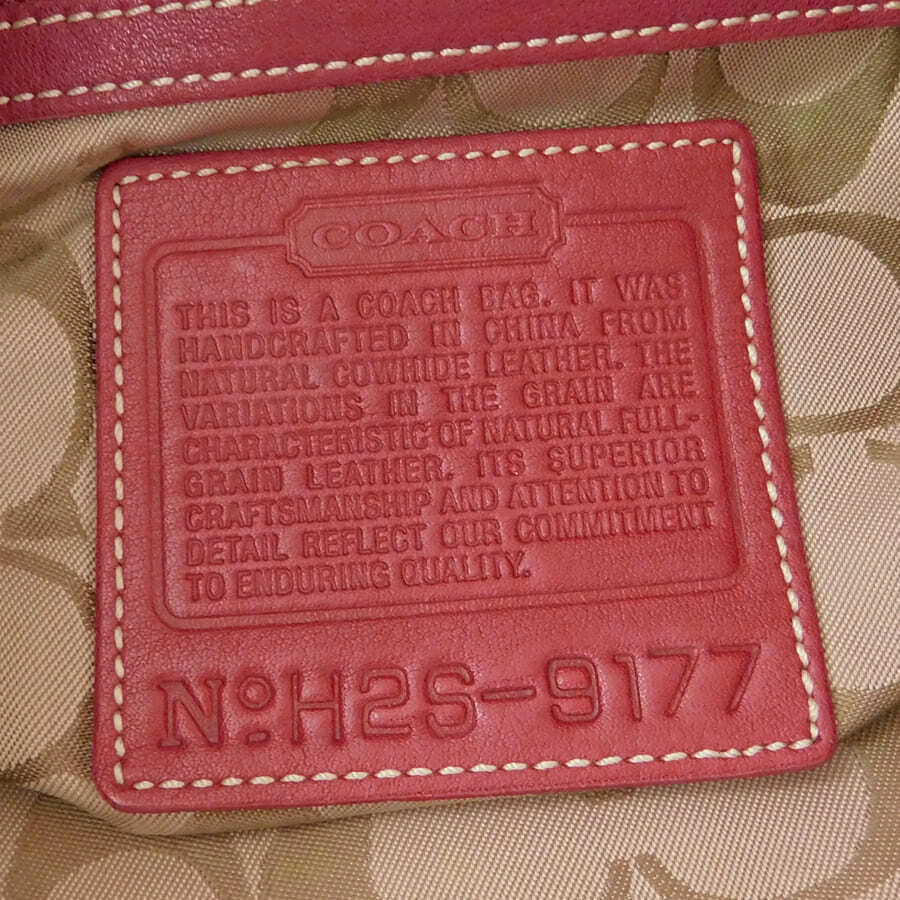 COACH
THIS IS A COACH BAG. IT WAS
HANDCRAFTED IN CHINA FROM
NATURAL COWHIDE LEATHER. THE
VARIATIONS IN THE GRAIN ARE
CHARACTERISTIC OF NATURAL FULL-
GRAIN LEATHER. ITS SUPERIOR
CRAFTSMANSHIP AND ATTENTION TO
DETAIL REFLECT OUR COMMITMENT
TO ENDURING QUALITY.
Nº H2S-9177